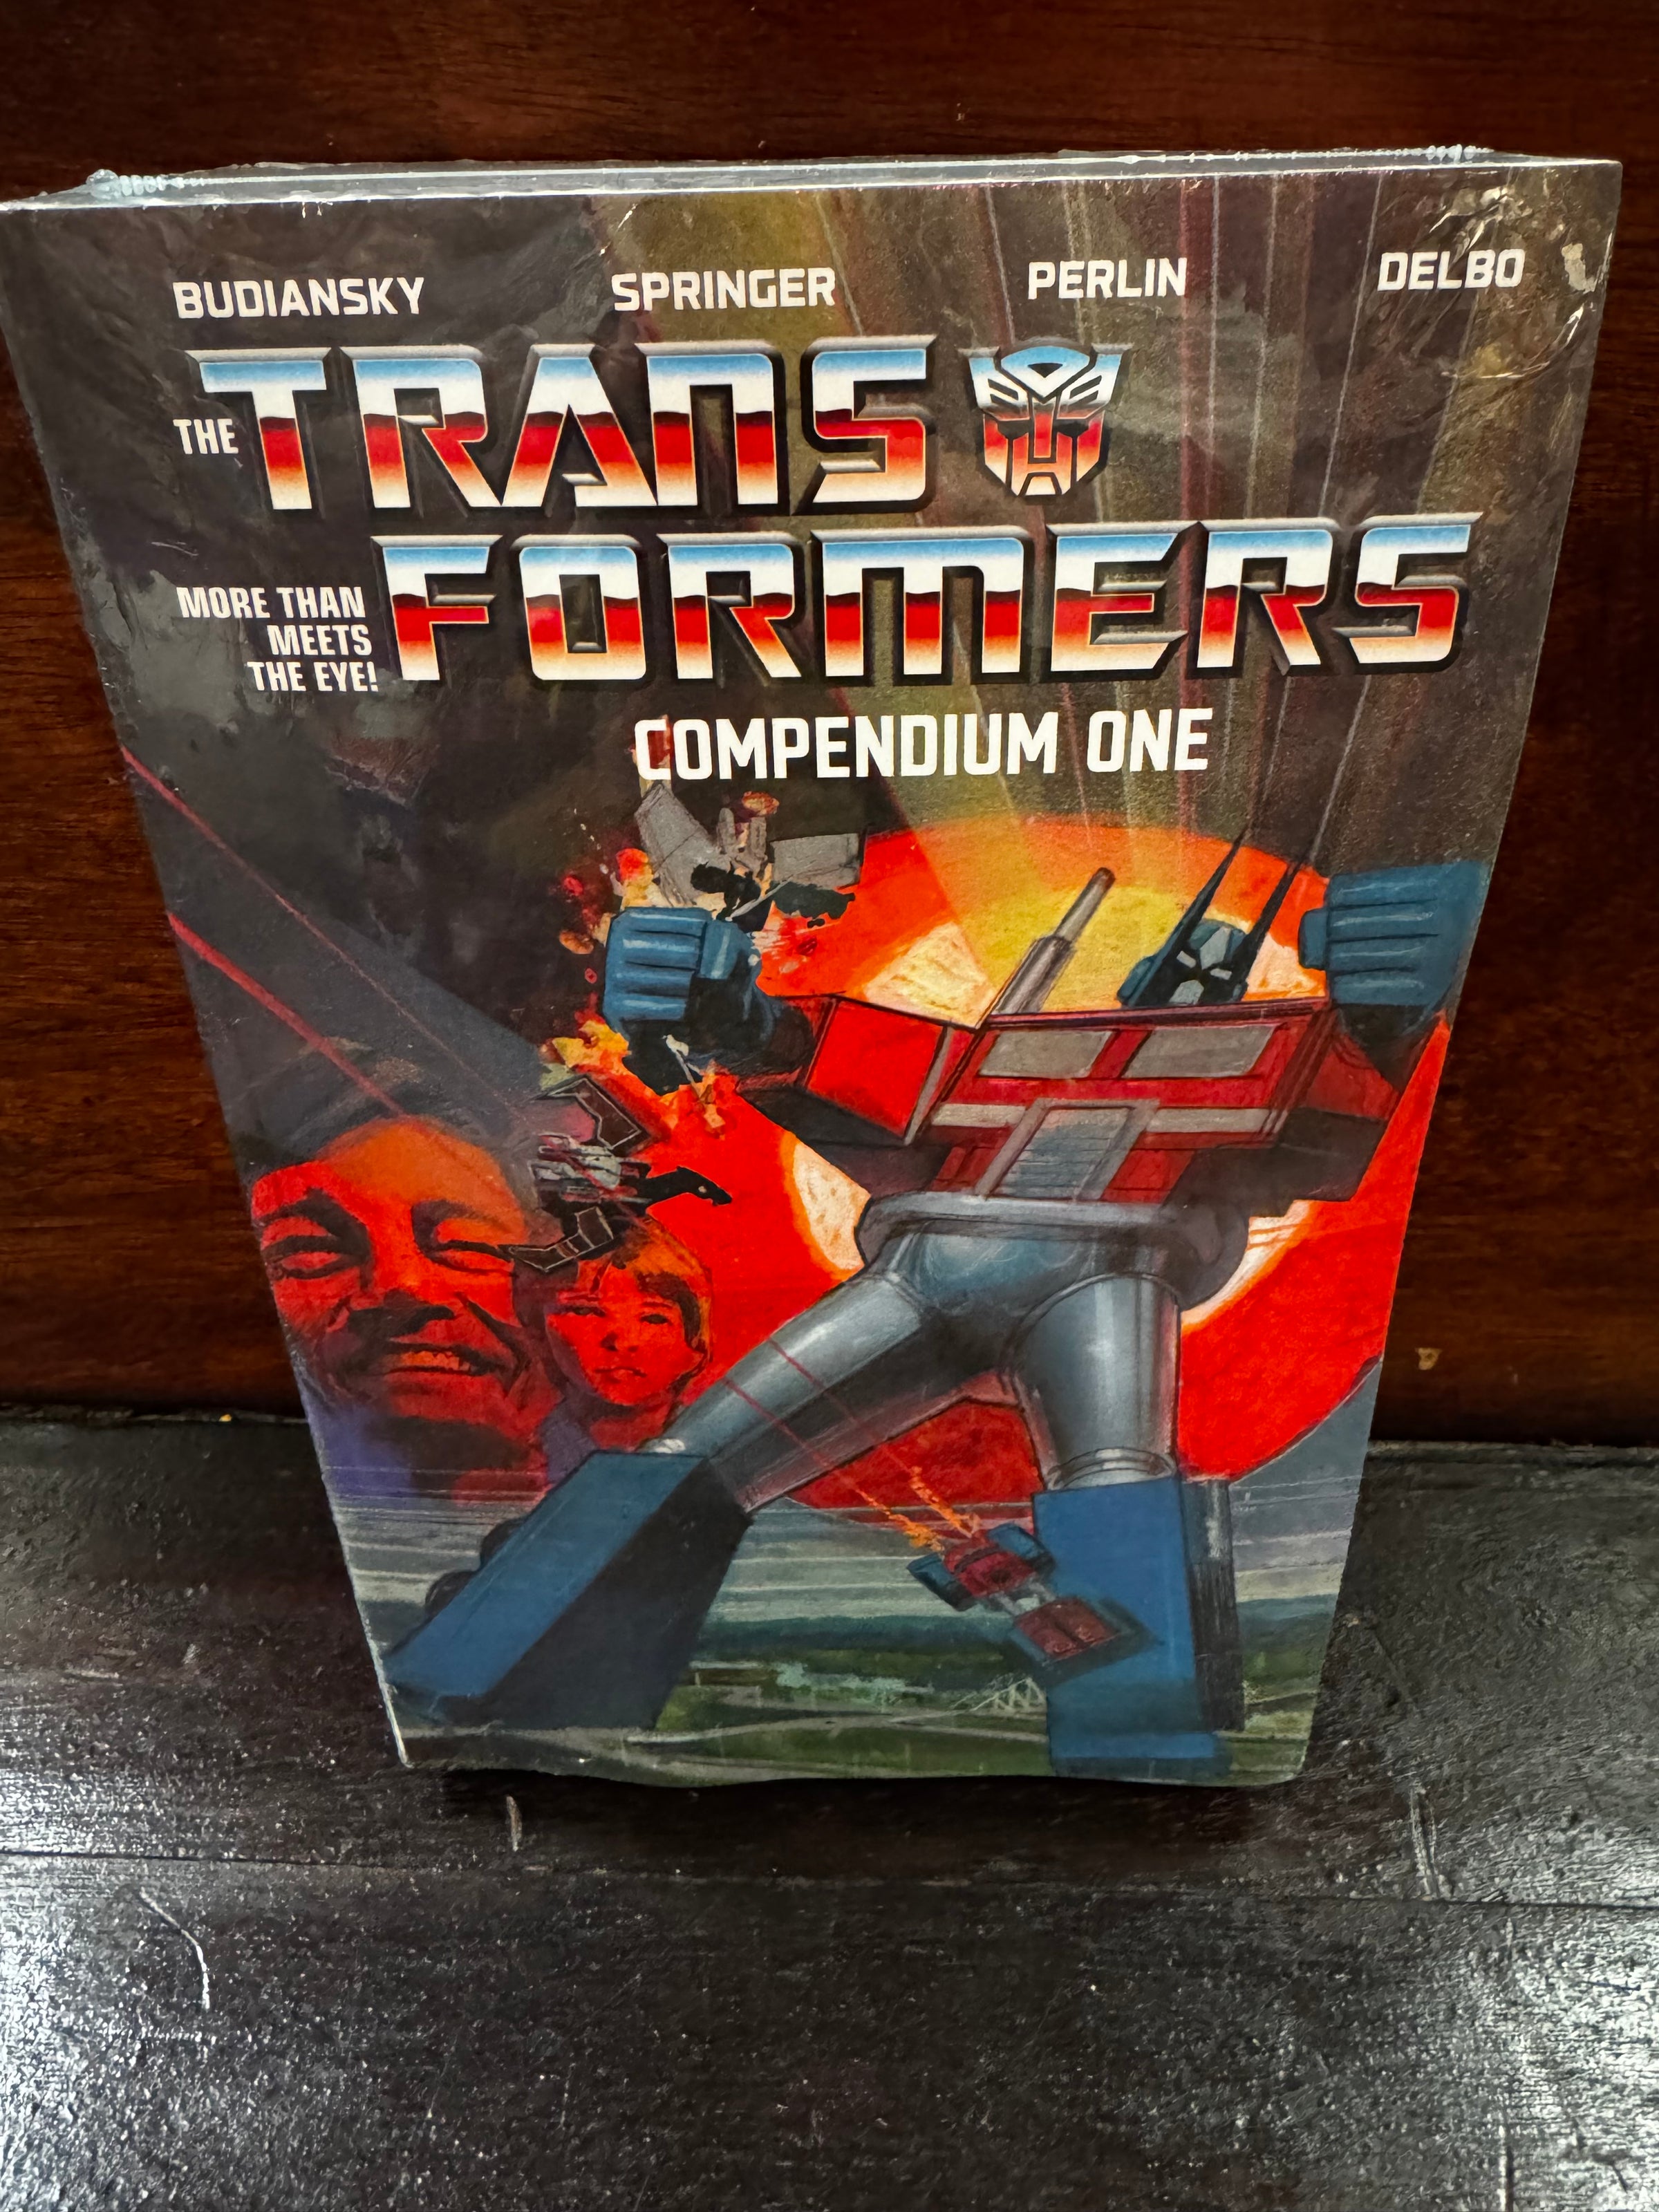 BUDIANSKY SPRINGER PERLIN DELBO
THE TRANS
FORMERS
MORE THAN
MEETS
THE EYE!
COMPENDIUM ONE